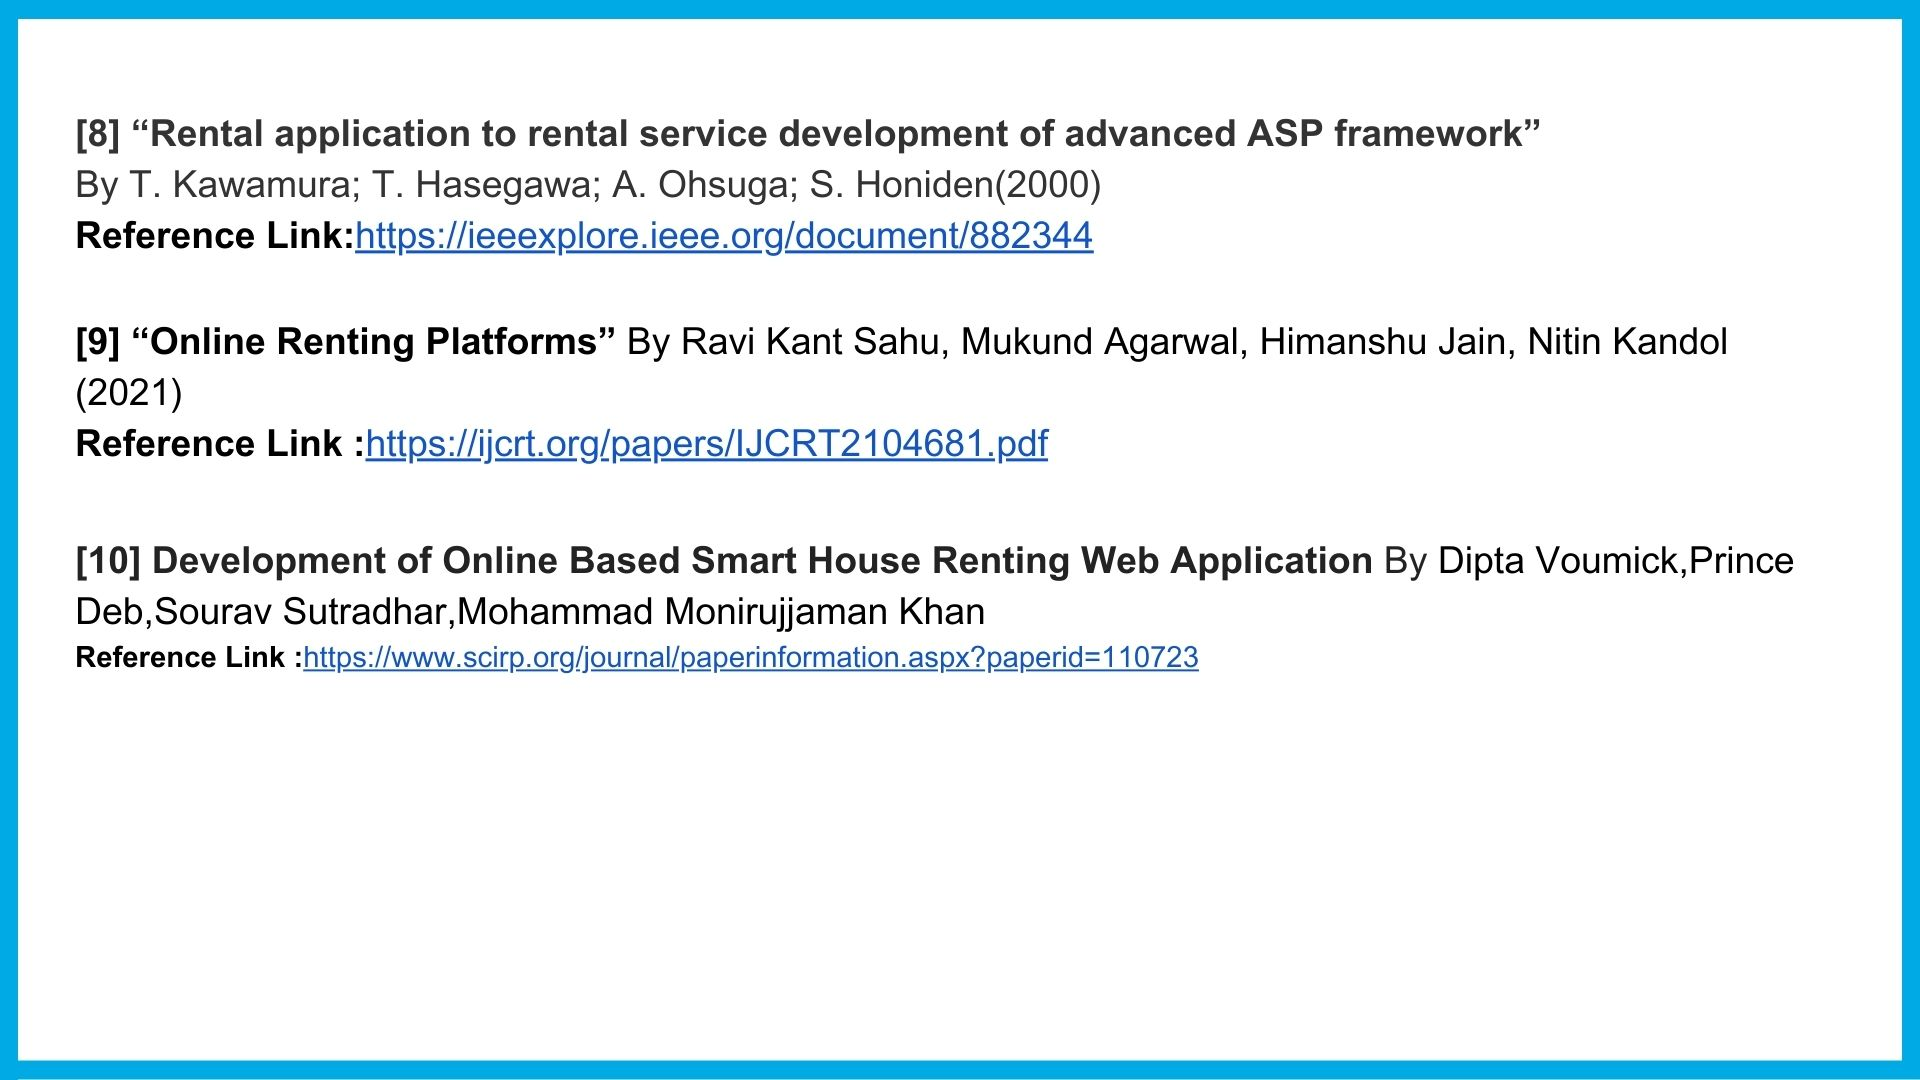 [8] “Rental application to rental service development of advanced ASP framework”
By T. Kawamura; T. Hasegawa; A. Ohsuga; S. Honiden(2000)
Reference Link:https://ieeexplore.ieee.org/document/882344
[9] “Online Renting Platforms” By Ravi Kant Sahu, Mukund Agarwal, Himanshu Jain, Nitin Kandol
(2021)
Reference Link :https://ijcrt.org/papers/IJCRT2104681.pdf
[10] Development of Online Based Smart House Renting Web Application By Dipta Voumick,Prince
Deb,Sourav Sutradhar,Mohammad Monirujjaman Khan
Reference Link :https://www.scirp.org/journal/paperinformation.aspx?paperid=110723